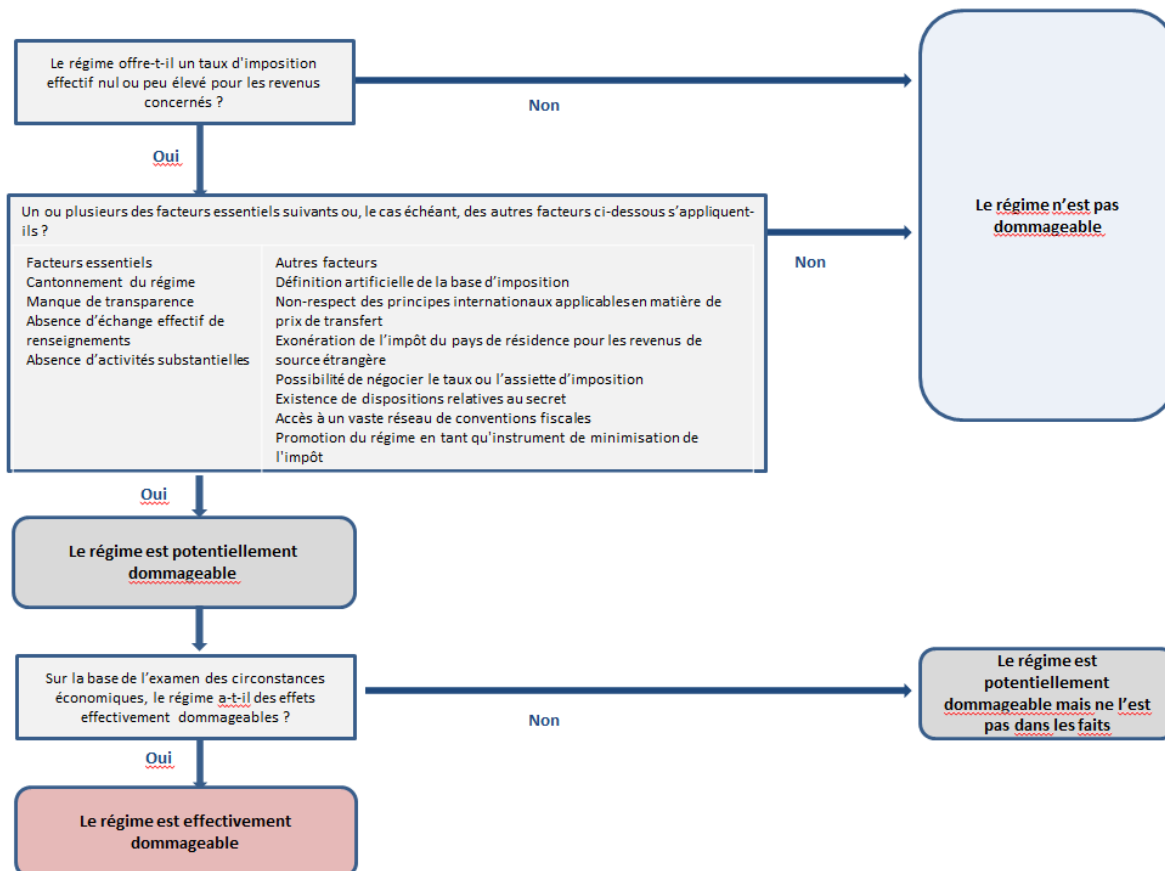 Le régime offre-t-il un taux d'imposition
effectif nul ou peu élevé pour les revenus
concernés ?
Non
Oui
Le régime n’est pas
dommageable
Un ou plusieurs des facteurs essentiels suivants ou, le cas échéant, des autres facteurs ci-dessous s’appliquent-
ils ?
Non
Facteurs essentiels
Cantonnement du régime
Manque de transparence
Absence d’échange effectif de
renseignements
Absence d’activités substantielles
Autres facteurs
Définition artificielle de la base d’imposition
Non-respect des principes internationaux applicables en matière de
prix de transfert
Exonération de l’impôt du pays de résidence pour les revenus de
source étrangère
Possibilité de négocier le taux ou l’assiette d’imposition
Existence de dispositions relatives au secret
Accès à un vaste réseau de conventions fiscales
Promotion du régime en tant qu'instrument de minimisation de
l'impôt
Oui
Le régime est potentiellement
dommageable
Sur la base de l’examen des circonstances
économiques, le régime a-t-il des effets
effectivement dommageables ?
Non
Le régime est
potentiellement
dommageable mais ne l’est
pas dans les faits
Oui
Le régime est effectivement
dommageable